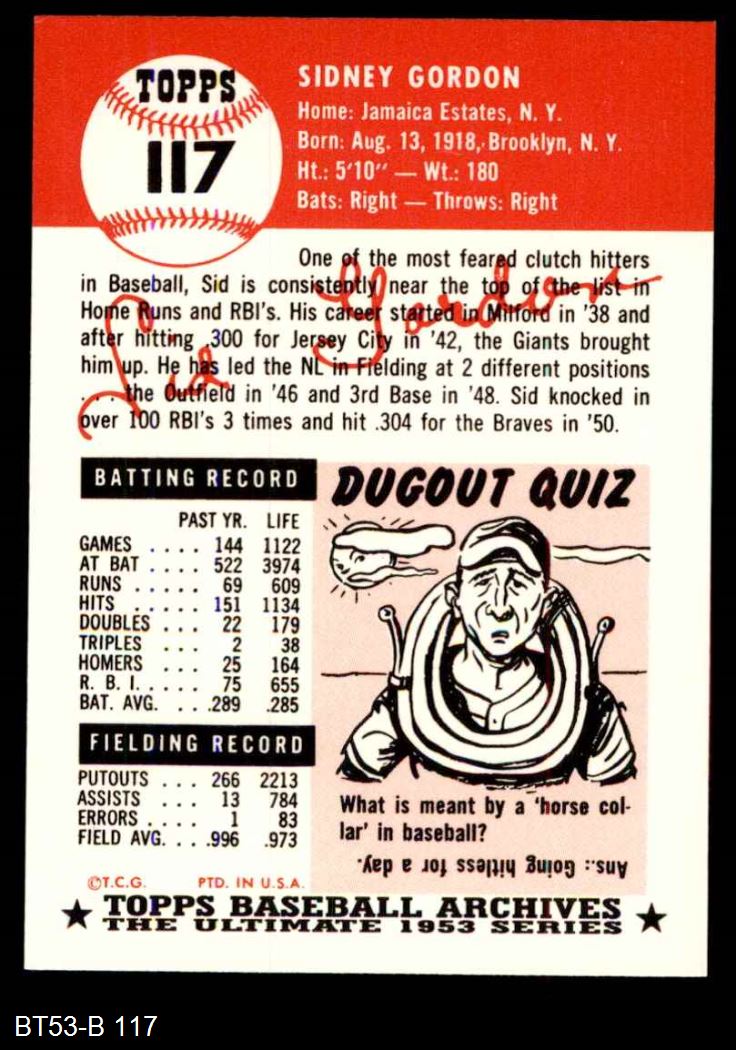 TOPPS
117
SIDNEY GORDON
Home: Jamaica Estates, N. Y.
Born: Aug. 13, 1918, Brooklyn, N. Y.
Ht.: 5'10" — Wt.: 180
Bats: Right — Throws: Right
One of the most feared clutch hitters
in Baseball, Sid is consistently near the top of the list in
Home Runs and RBI's. His career started in Milford in '38 and
after hitting .300 for Jersey City in '42, the Giants brought
him up. He has led the NL in Fielding at 2 different positions
. . . the Outfield in '46 and 3rd Base in '48. Sid knocked in
over 100 RBI's 3 times and hit .304 for the Braves in '50.
Sid Gordon
BATTING RECORD
PAST YR. LIFE
GAMES . . . . 144 1122
AT BAT . . . . 522 3974
RUNS . . . . . 69 609
HITS . . . . . 151 1134
DOUBLES . . . 22 179
TRIPLES . . . 2 38
HOMERS . . . 25 164
R. B. I. . . . . . 75 655
BAT. AVG. . . . .289 .285
FIELDING RECORD
PUTOUTS . . . 266 2213
ASSISTS . . . 13 784
ERRORS . . . . 1 83
FIELD AVG. . . .996 .973
©T.C.G. PTD. IN U.S.A.
DUGOUT QUIZ
What is meant by a 'horse col-
lar' in baseball?
Ans.: Going hitless for a day.
★ TOPPS BASEBALL ARCHIVES ★
THE ULTIMATE 1953 SERIES
BT53-B 117